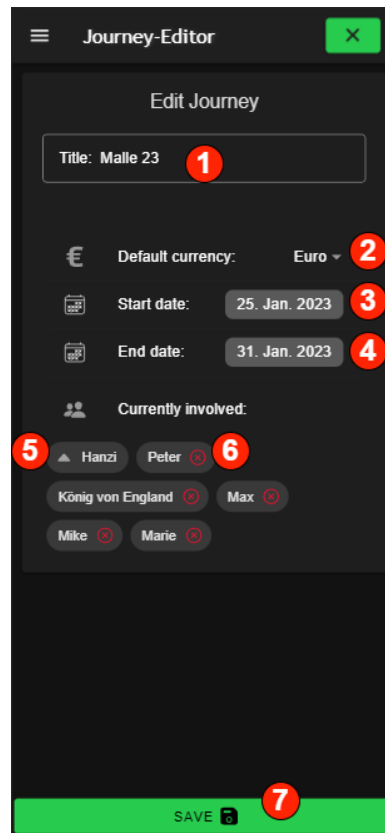 Journey-Editor
Edit Journey
Title: Malle 23 1
€ Default currency: Euro 2
Start date: 25. Jan. 2023 3
End date: 31. Jan. 2023 4
Currently involved:
5 Hanzi Peter 6
König von England Max
Mike Marie
7
SAVE